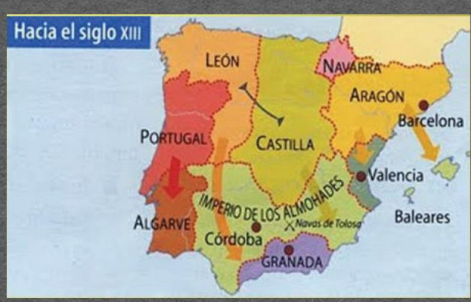 Hacia el siglo XIII
LEÓN
NAVARRA
ARAGÓN
Barcelona
PORTUGAL
CASTILLA
Valencia
IMPERIO DE LOS ALMOHADES
Baleares
ALGARVE
Navas de Tolosa
Córdoba
GRANADA